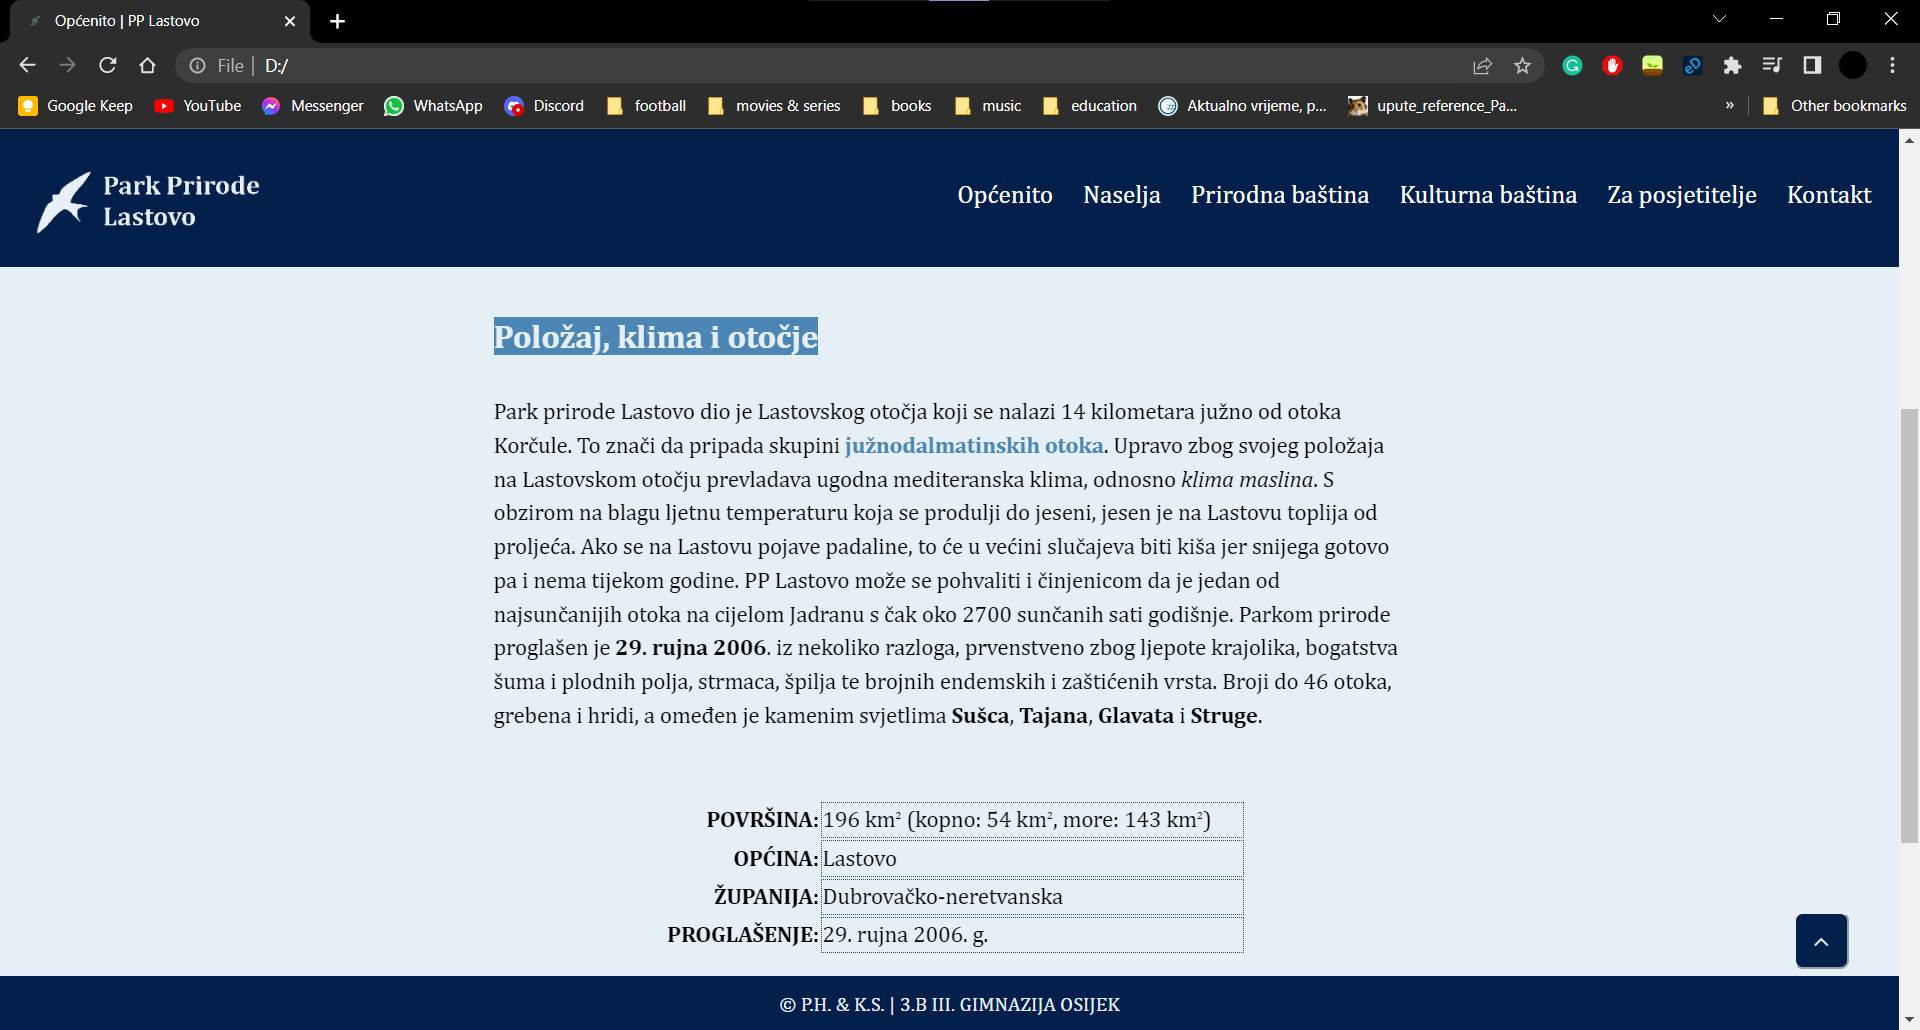 Općenito | PP Lastovo
File | D:/
Google Keep YouTube Messenger WhatsApp Discord football movies & series books music education Aktualno vrijeme, p... upute_reference_Pa... » Other bookmarks
Park Prirode
Lastovo
Općenito Naselja Prirodna baština Kulturna baština Za posjetitelje Kontakt
Položaj, klima i otočje
Park prirode Lastovo dio je Lastovskog otočja koji se nalazi 14 kilometara južno od otoka
Korčule. To znači da pripada skupini južnodalmatinskih otoka. Upravo zbog svojeg položaja
na Lastovskom otočju prevladava ugodna mediteranska klima, odnosno klima maslina. S
obzirom na blagu ljetnu temperaturu koja se produlji do jeseni, jesen je na Lastovu toplija od
proljeća. Ako se na Lastovu pojave padaline, to će u većini slučajeva biti kiša jer snijega gotovo
pa i nema tijekom godine. PP Lastovo može se pohvaliti i činjenicom da je jedan od
najsunčanijih otoka na cijelom Jadranu s čak oko 2700 sunčanih sati godišnje. Parkom prirode
proglašen je 29. rujna 2006. iz nekoliko razloga, prvenstveno zbog ljepote krajolika, bogatstva
šuma i plodnih polja, strmaca, špilja te brojnih endemskih i zaštićenih vrsta. Broji do 46 otoka,
grebena i hridi, a omeđen je kamenim svjetlima Sušca, Tajana, Glavata i Struge.
POVRŠINA: 196 km² (kopno: 54 km², more: 143 km²)
OPĆINA: Lastovo
ŽUPANIJA: Dubrovačko-neretvanska
PROGLAŠENJE: 29. rujna 2006. g.
© P.H. & K.S. | 3.B III. GIMNAZIJA OSIJEK